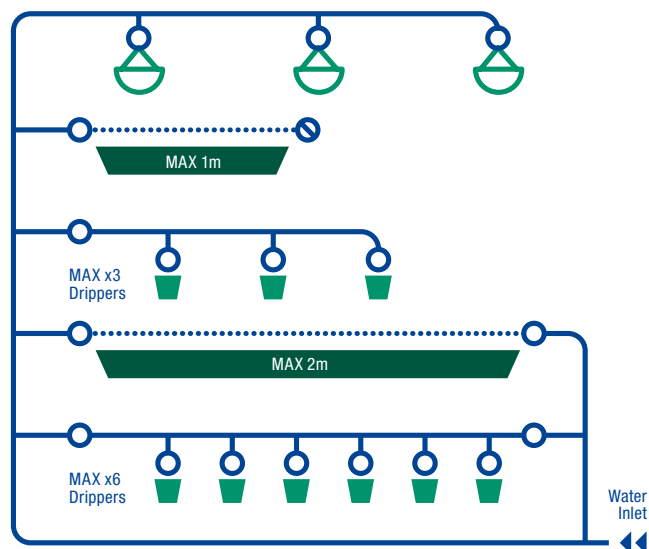 MAX 1m
MAX x3
Drippers
MAX 2m
MAX x6
Drippers
Water
Inlet